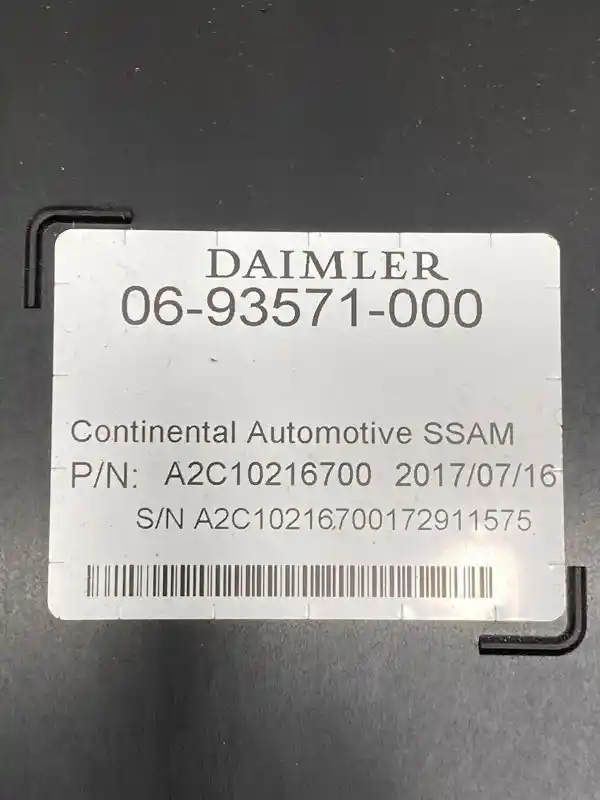 DAIMLER
06-93571-000
Continental Automotive SSAM
P/N: A2C10216700 2017/07/16
S/N A2C10216700172911575